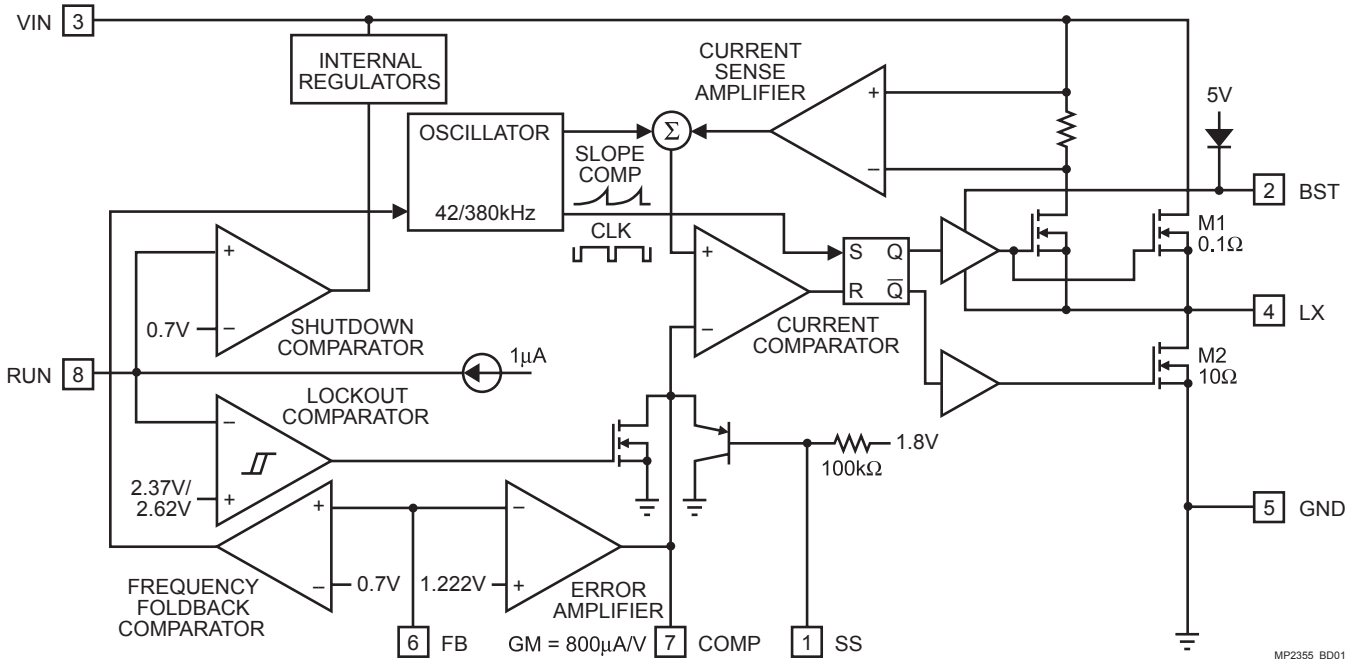 VIN 3
INTERNAL
REGULATORS
CURRENT
SENSE
AMPLIFIER
+
−
5V
OSCILLATOR
42/380kHz
Σ
SLOPE
COMP
CLK
2 BST
M1
0.1Ω
+
−
0.7V
SHUTDOWN
COMPARATOR
+
−
CURRENT
COMPARATOR
S Q
R Q̅
4 LX
M2
10Ω
RUN 8
1µA
LOCKOUT
COMPARATOR
−
+
2.37V/
2.62V
1.8V
100kΩ
5 GND
+
−
0.7V
FREQUENCY
FOLDBACK
COMPARATOR
−
+
1.222V
ERROR
AMPLIFIER
6 FB
GM = 800µA/V
7 COMP
1 SS
MP2355_BD01